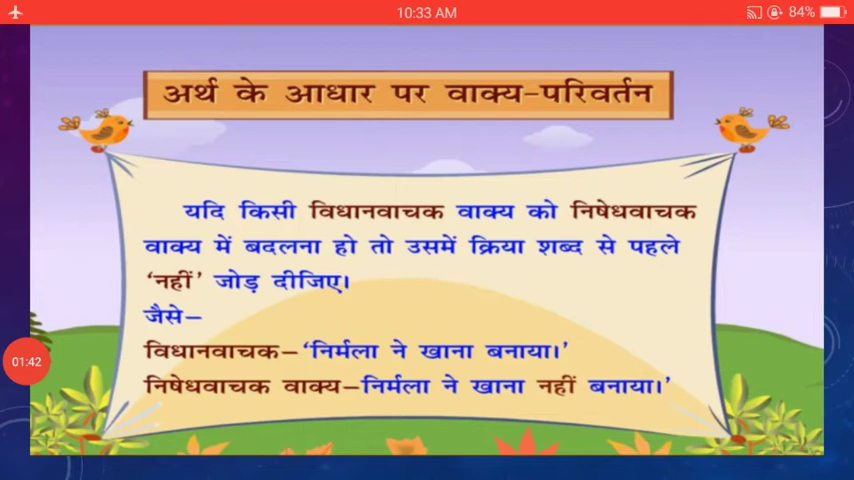 10:33 AM
84%
अर्थ के आधार पर वाक्य-परिवर्तन
यदि किसी विधानवाचक वाक्य को निषेधवाचक
वाक्य में बदलना हो तो उसमें क्रिया शब्द से पहले
‘नहीं’ जोड़ दीजिए।
जैसे–
विधानवाचक–‘निर्मला ने खाना बनाया।’
निषेधवाचक वाक्य–निर्मला ने खाना नहीं बनाया।’
01:42